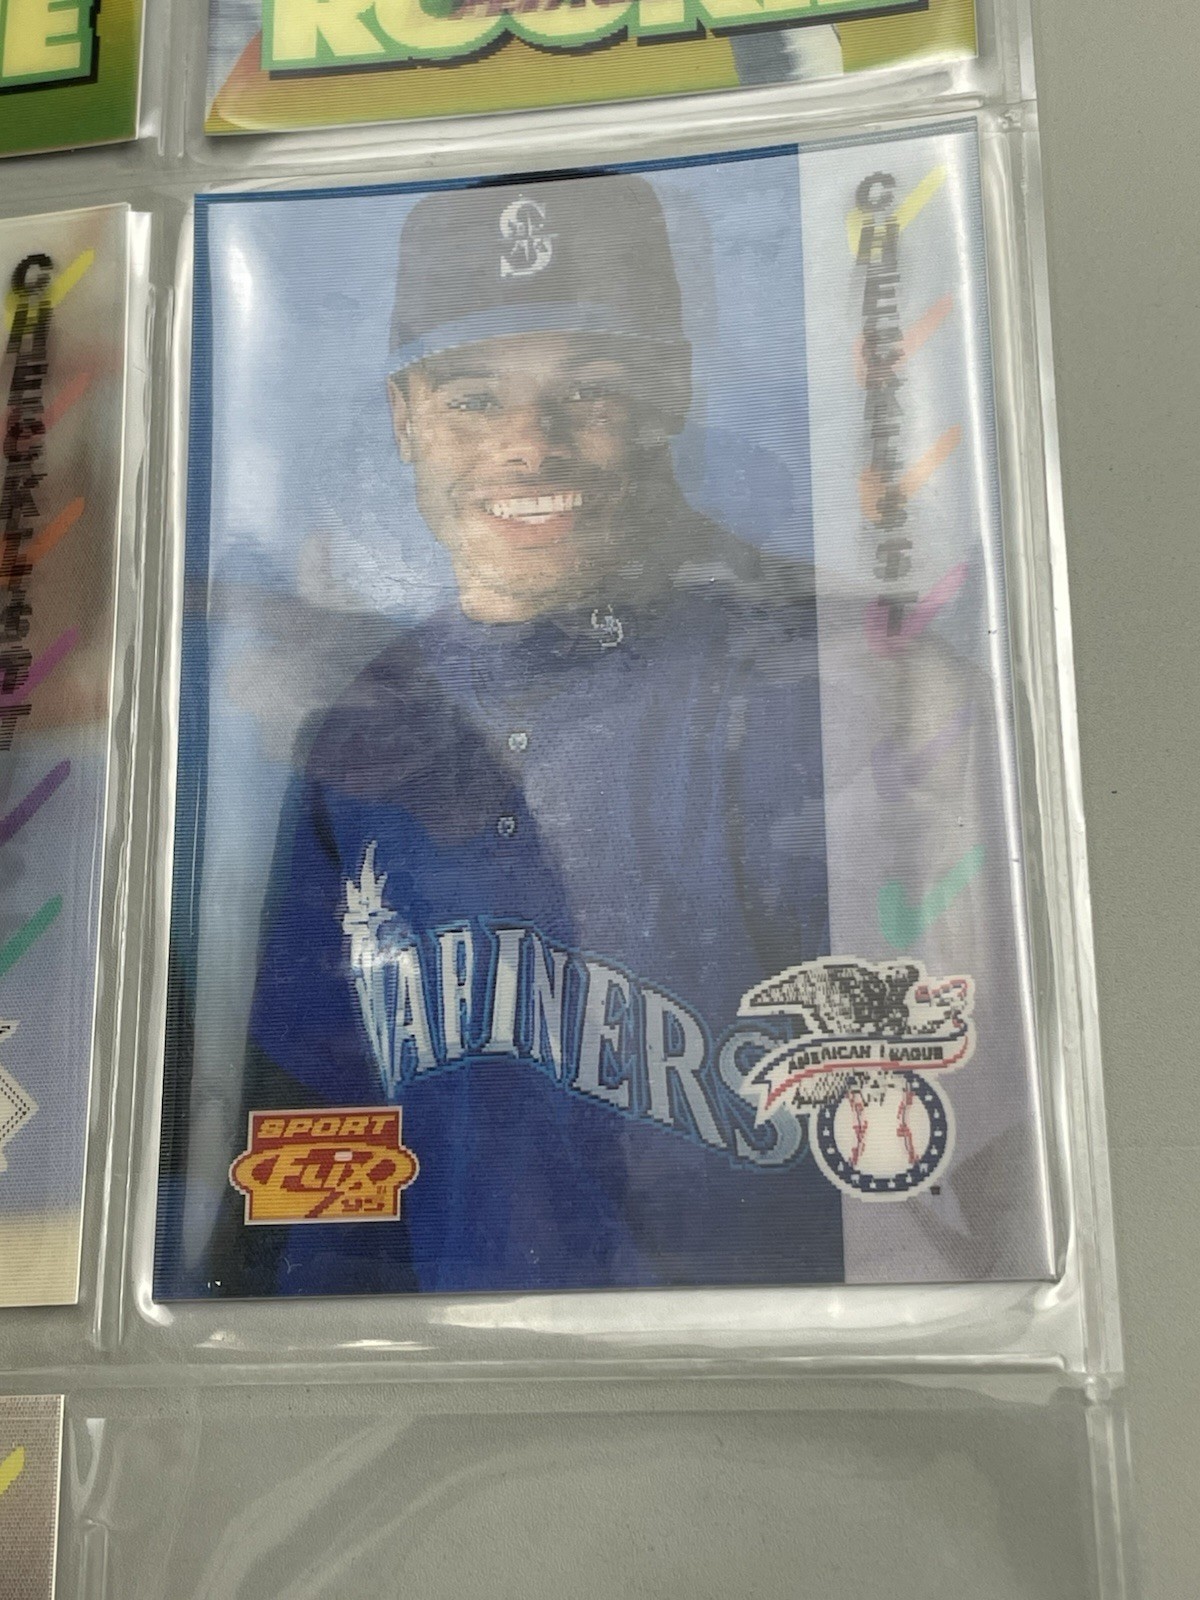 E
ROOKIE
CHECKLIST
CHECKLIST
S
MARINERS
AMERICAN LEAGUE
SPORT
FLIX
95